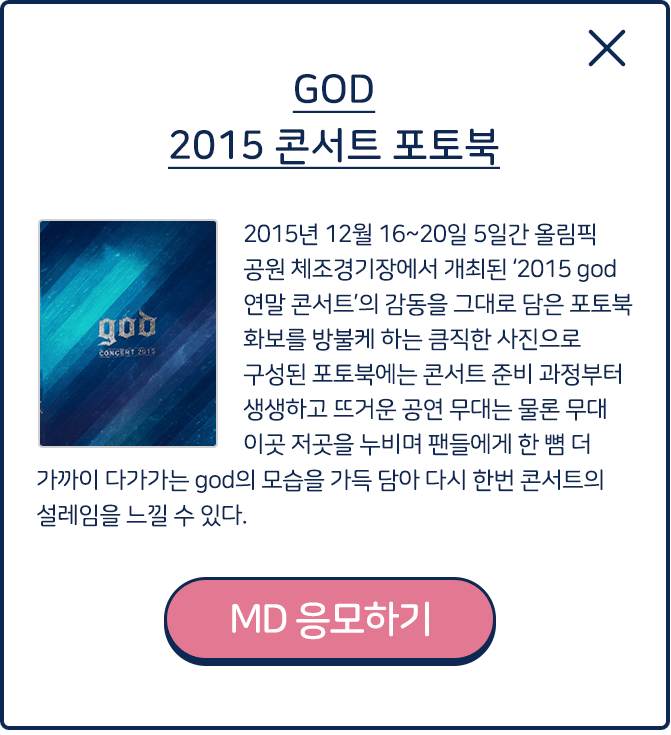 GOD
2015 콘서트 포토북
god
CONCERT 2015
2015년 12월 16~20일 5일간 올림픽
공원 체조경기장에서 개최된 ‘2015 god
연말 콘서트’의 감동을 그대로 담은 포토북
화보를 방불케 하는 큼직한 사진으로
구성된 포토북에는 콘서트 준비 과정부터
생생하고 뜨거운 공연 무대는 물론 무대
이곳 저곳을 누비며 팬들에게 한 뼘 더
가까이 다가가는 god의 모습을 가득 담아 다시 한번 콘서트의
설레임을 느낄 수 있다.
MD 응모하기